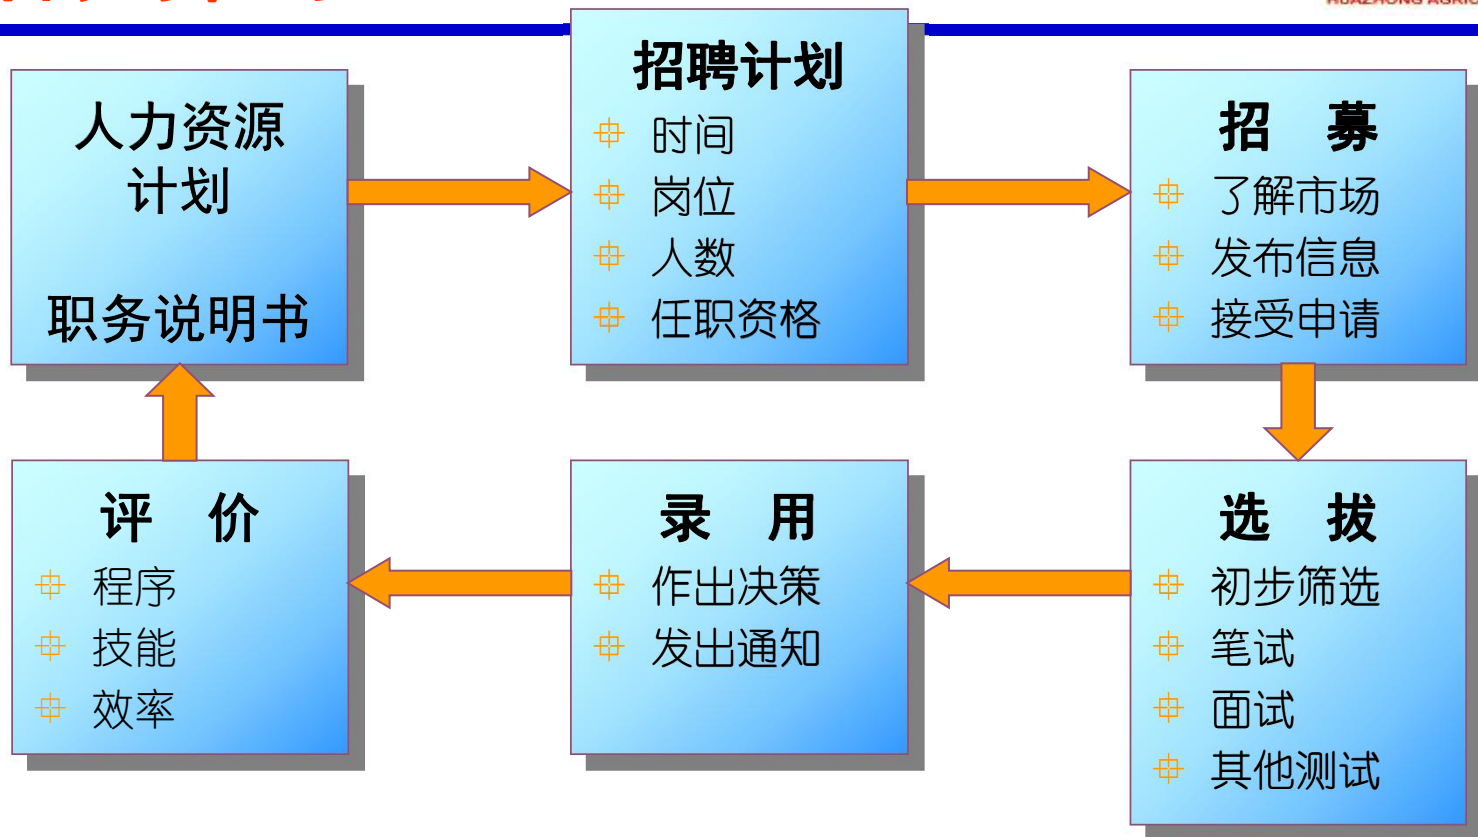 人力资源
计划
职务说明书
招聘计划
时间
岗位
人数
任职资格
招 募
了解市场
发布信息
接受申请
评 价
程序
技能
效率
录 用
作出决策
发出通知
选 拔
初步筛选
笔试
面试
其他测试